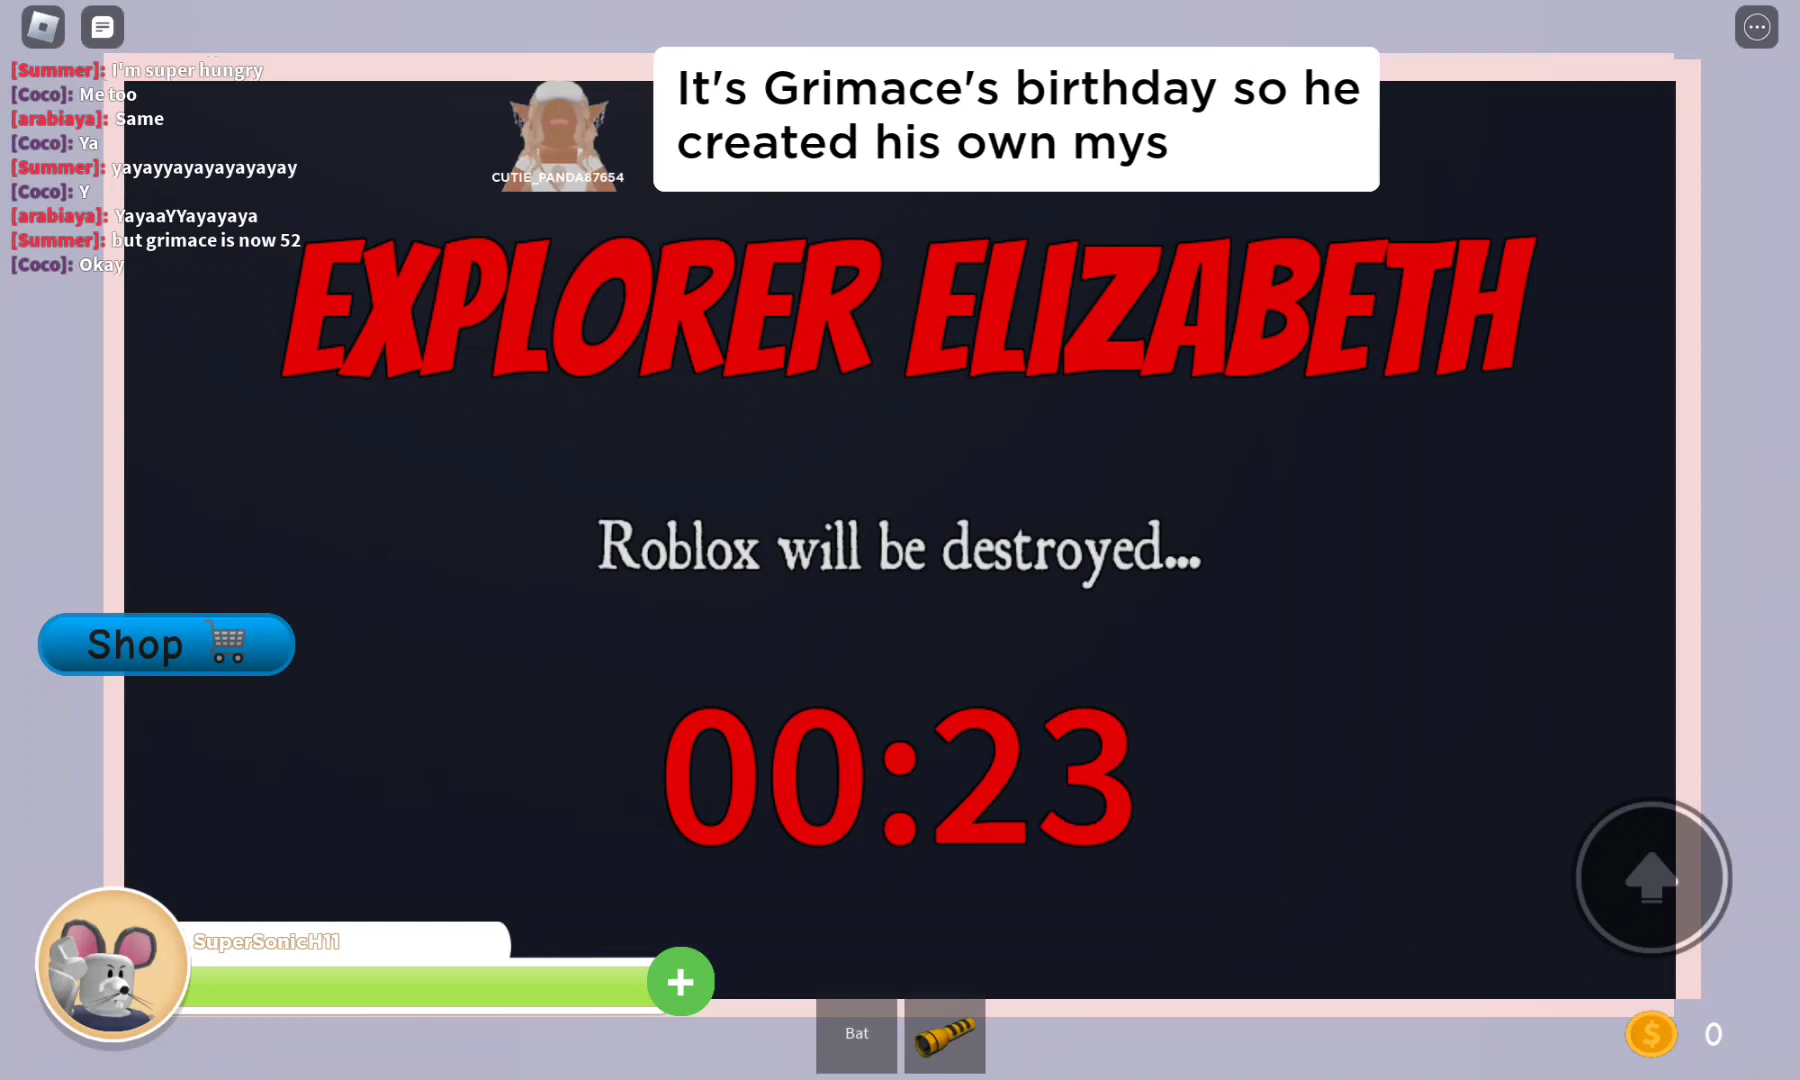 [Summer]: I'm super hungry
[Coco]: Me too
[arabiaya]: Same
[Coco]: Ya
[Summer]: yayayyayayayayayay
[Coco]: Y
[arabiaya]: YayaaYYayayaya
[Summer]: but grimace is now 52
[Coco]: Okay
CUTIE_PANDA87654
It's Grimace's birthday so he
created his own mys
EXPLORER ELIZABETH
Roblox will be destroyed...
Shop
00:23
SuperSonicH11
+
Bat
$
0